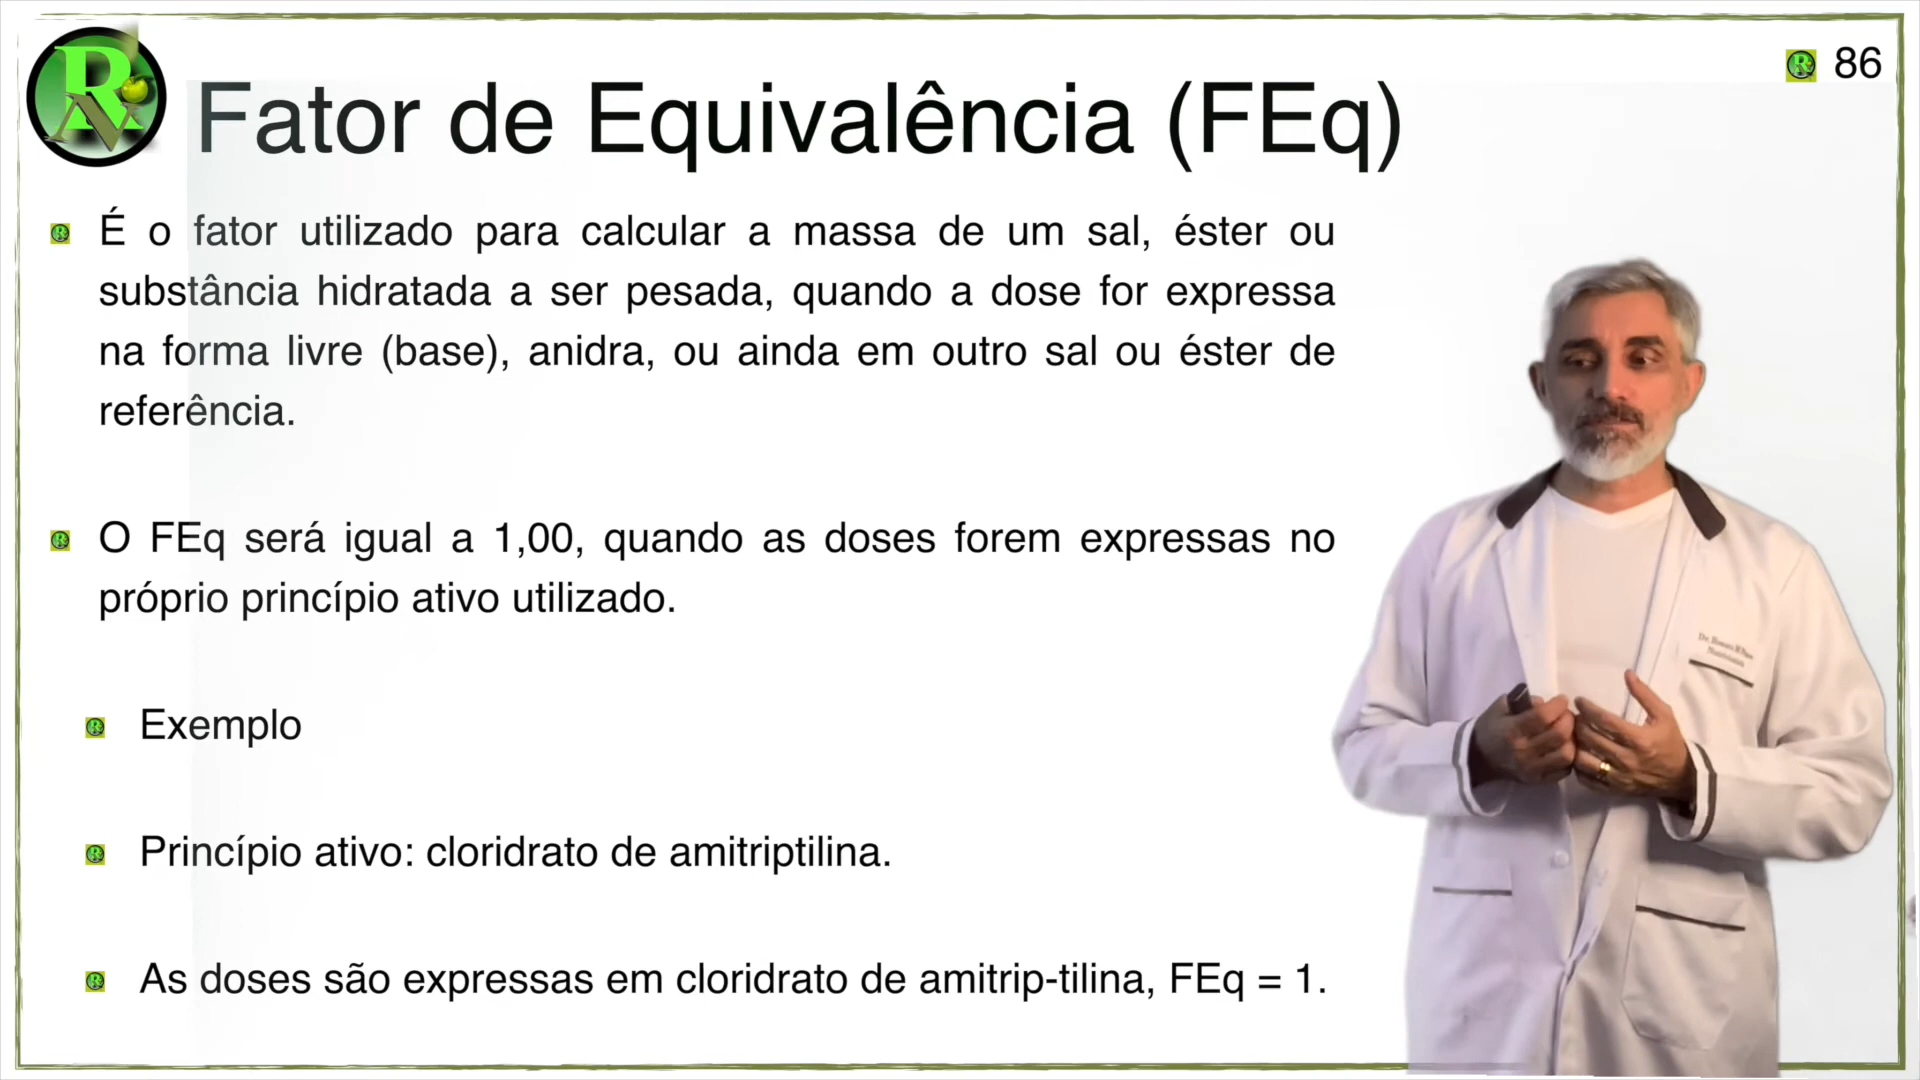 86
Fator de Equivalência (FEq)
É o fator utilizado para calcular a massa de um sal, éster ou
substância hidratada a ser pesada, quando a dose for expressa
na forma livre (base), anidra, ou ainda em outro sal ou éster de
referência.
O FEq será igual a 1,00, quando as doses forem expressas no
próprio princípio ativo utilizado.
Exemplo
Princípio ativo: cloridrato de amitriptilina.
As doses são expressas em cloridrato de amitrip-tilina, FEq = 1.